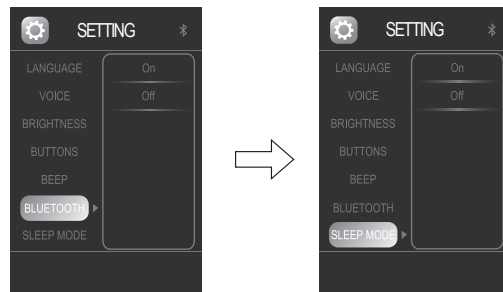 SETTING
LANGUAGE On
VOICE Off
BRIGHTNESS
BUTTONS
BEEP
BLUETOOTH
SLEEP MODE
SETTING
LANGUAGE On
VOICE Off
BRIGHTNESS
BUTTONS
BEEP
BLUETOOTH
SLEEP MODE